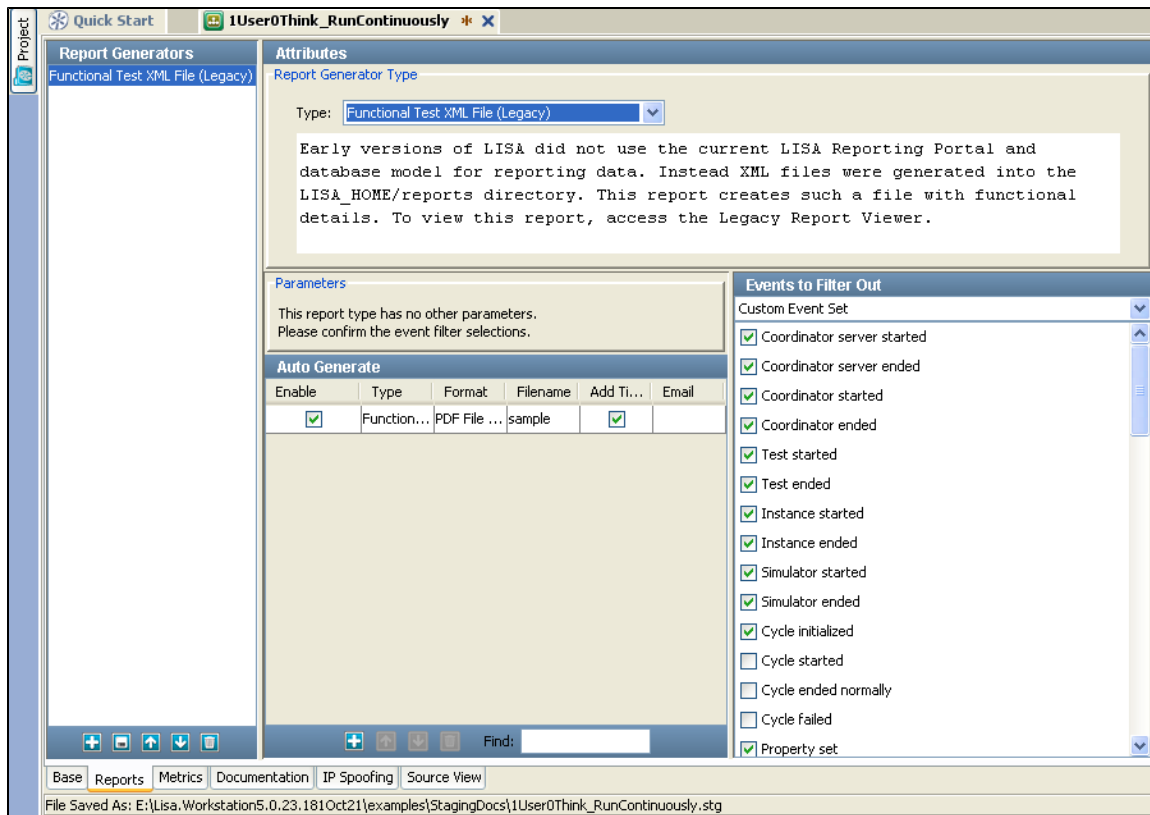 Project
Quick Start
1User0Think_RunContinuously
Report Generators
Functional Test XML File (Legacy)
Attributes
Report Generator Type
Type: Functional Test XML File (Legacy)
Early versions of LISA did not use the current LISA Reporting Portal and
database model for reporting data. Instead XML files were generated into the
LISA_HOME/reports directory. This report creates such a file with functional
details. To view this report, access the Legacy Report Viewer.
Parameters
This report type has no other parameters.
Please confirm the event filter selections.
Auto Generate
Enable Type Format Filename Add Ti... Email
Function... PDF File ... sample
Find:
Events to Filter Out
Custom Event Set
Coordinator server started
Coordinator server ended
Coordinator started
Coordinator ended
Test started
Test ended
Instance started
Instance ended
Simulator started
Simulator ended
Cycle initialized
Cycle started
Cycle ended normally
Cycle failed
Property set
Base Reports Metrics Documentation IP Spoofing Source View
File Saved As: E:\Lisa.Workstation5.0.23.181Oct21\examples\StagingDocs\1User0Think_RunContinuously.stg